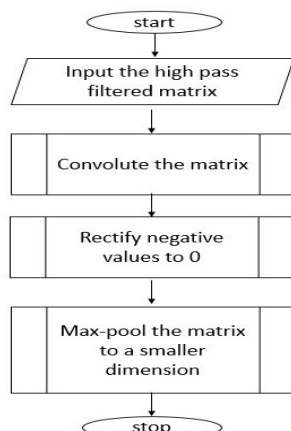 start
Input the high pass
filtered matrix
Convolute the matrix
Rectify negative
values to 0
Max-pool the matrix
to a smaller
dimension
stop